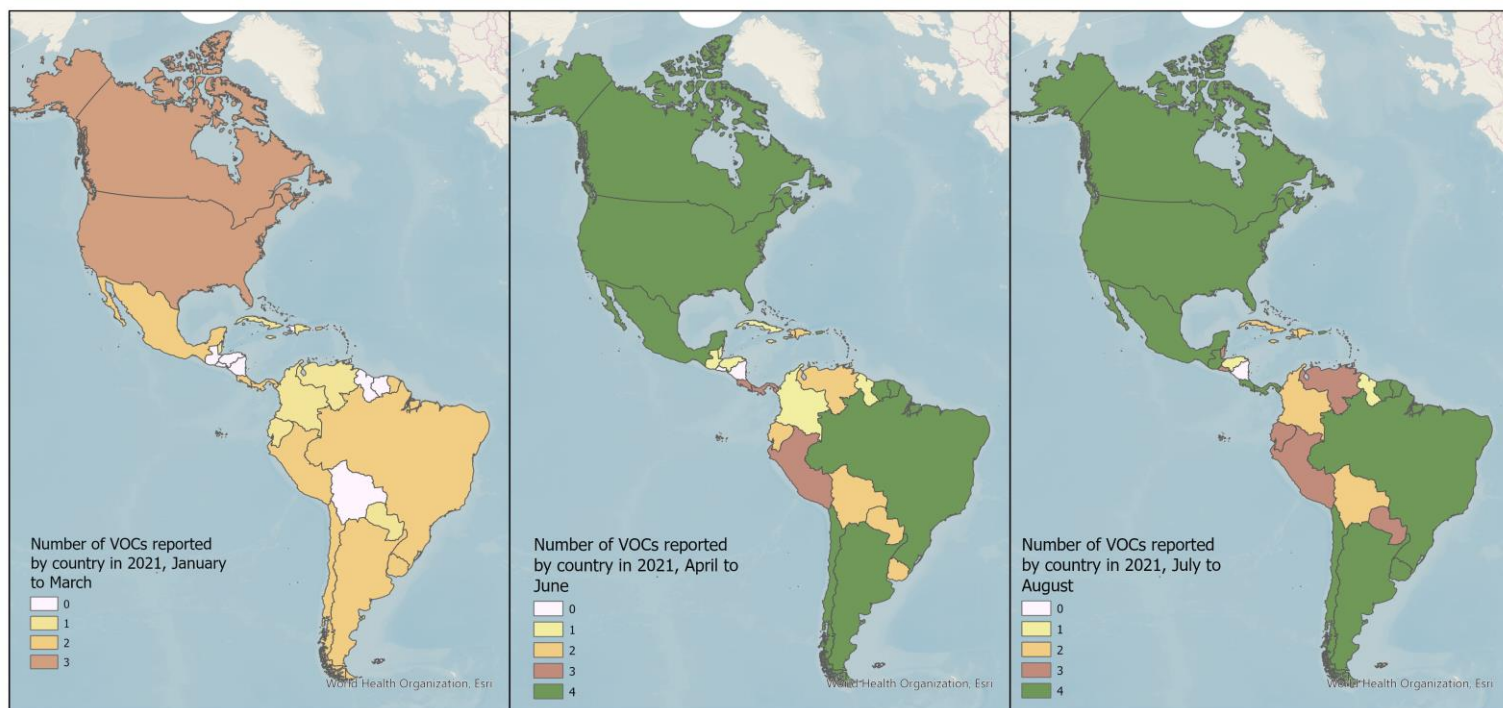 Number of VOCs reported
by country in 2021, January
to March
0
1
2
3
World Health Organization, Esri
Number of VOCs reported
by country in 2021, April to
June
0
1
2
3
4
World Health Organization, Esri
Number of VOCs reported
by country in 2021, July to
August
0
1
2
3
4
World Health Organization, Esri